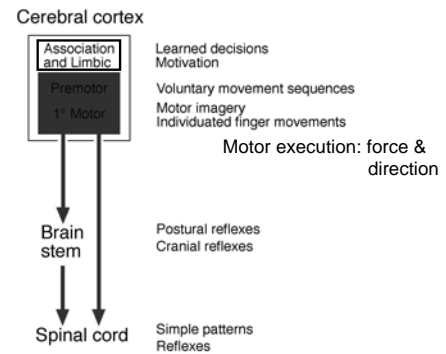 Cerebral cortex
Association
and Limbic
Learned decisions
Motivation
Premotor
Voluntary movement sequences
1° Motor
Motor imagery
Individuated finger movements
Motor execution: force &
direction
Brain
stem
Postural reflexes
Cranial reflexes
Spinal cord
Simple patterns
Reflexes